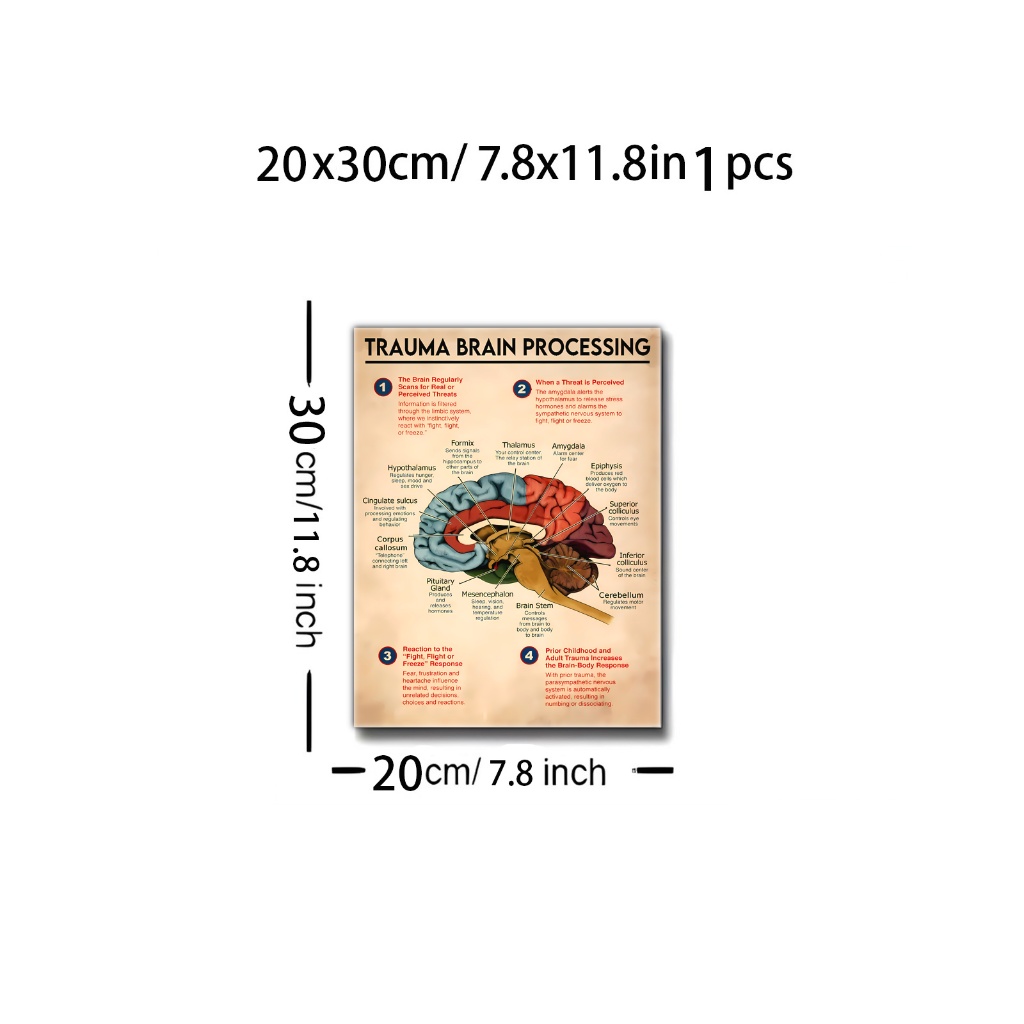 20x30cm/ 7.8x11.8in 1 pcs
30 cm/11.8 inch
TRAUMA BRAIN PROCESSING
1
The Brain Regularly
Scans for Real or
Perceived Threats
Information is filtered
through the limbic system,
where we instinctively
react with "fight, flight,
or freeze."
2
When a Threat is Perceived
The amygdala alerts the
hypothalamus to release stress
hormones and alarms the
sympathetic nervous system to
fight, flight or freeze.
Formix
Sends signals
from the
hippocampus to
other parts of
the brain
Thalamus
Your control center
The relay station of
the brain
Amygdala
Alarm center
for fear
Hypothalamus
Regulates hunger,
sleep, mood and
sex drive
Epiphysis
Produces red
blood cells which
deliver oxygen to
the body
Cingulate sulcus
Involved with
processing emotions
and regulating
behavior
Superior
colliculus
Controls eye
movements
Corpus
callosum
"Telephone"
connecting left
and right brain
Inferior
colliculus
Sound center
of the brain
Pituitary
Gland
Produces
and
releases
hormones
Mesencephalon
Sleep, vision,
hearing, and
temperature
regulation
Brain Stem
Controls
messages
from brain to
body and body
to brain
Cerebellum
Regulates motor
movement
3
Reaction to the
"Fight, Flight or
Freeze" Response
Fear, frustration and
heartache influence
the mind, resulting in
unrelated decisions,
choices and reactions.
4
Prior Childhood and
Adult Trauma Increases
the Brain-Body Response
With prior trauma, the
parasympathetic nervous
system is automatically
activated, resulting in
numbing or dissociating.
20cm/ 7.8 inch